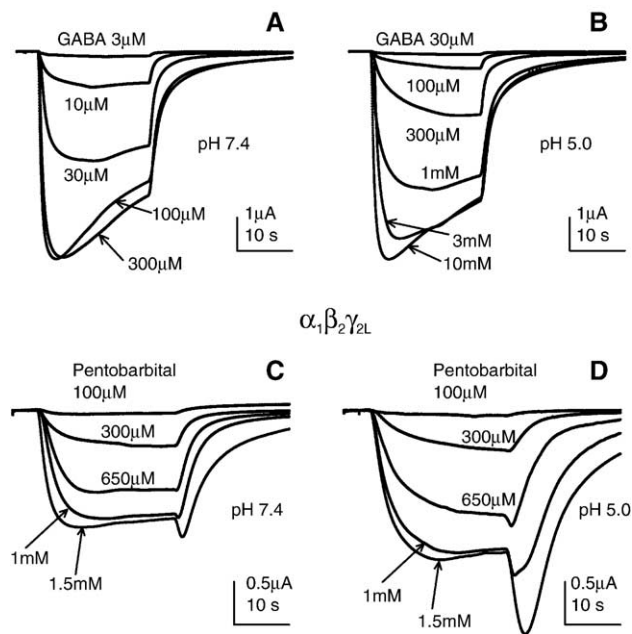 A
GABA 3µM
10µM
30µM
pH 7.4
100µM
300µM
1µA
10 s
B
GABA 30µM
100µM
300µM
1mM
pH 5.0
3mM
10mM
1µA
10 s
α₁β₂γ₂L
C
Pentobarbital
100µM
300µM
650µM
pH 7.4
1mM
1.5mM
0.5µA
10 s
D
Pentobarbital
100µM
300µM
650µM
pH 5.0
1mM
1.5mM
0.5µA
10 s